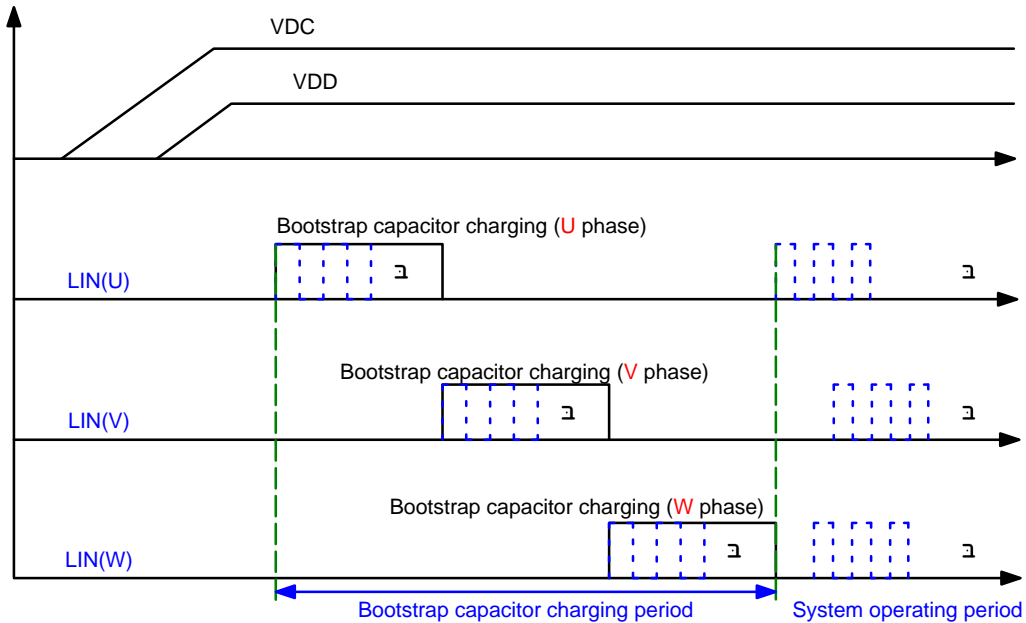 VDC
VDD
Bootstrap capacitor charging (U phase)
LIN(U)
בּ
בּ
Bootstrap capacitor charging (V phase)
LIN(V)
בּ
בּ
Bootstrap capacitor charging (W phase)
LIN(W)
בּ
בּ
Bootstrap capacitor charging period
System operating period